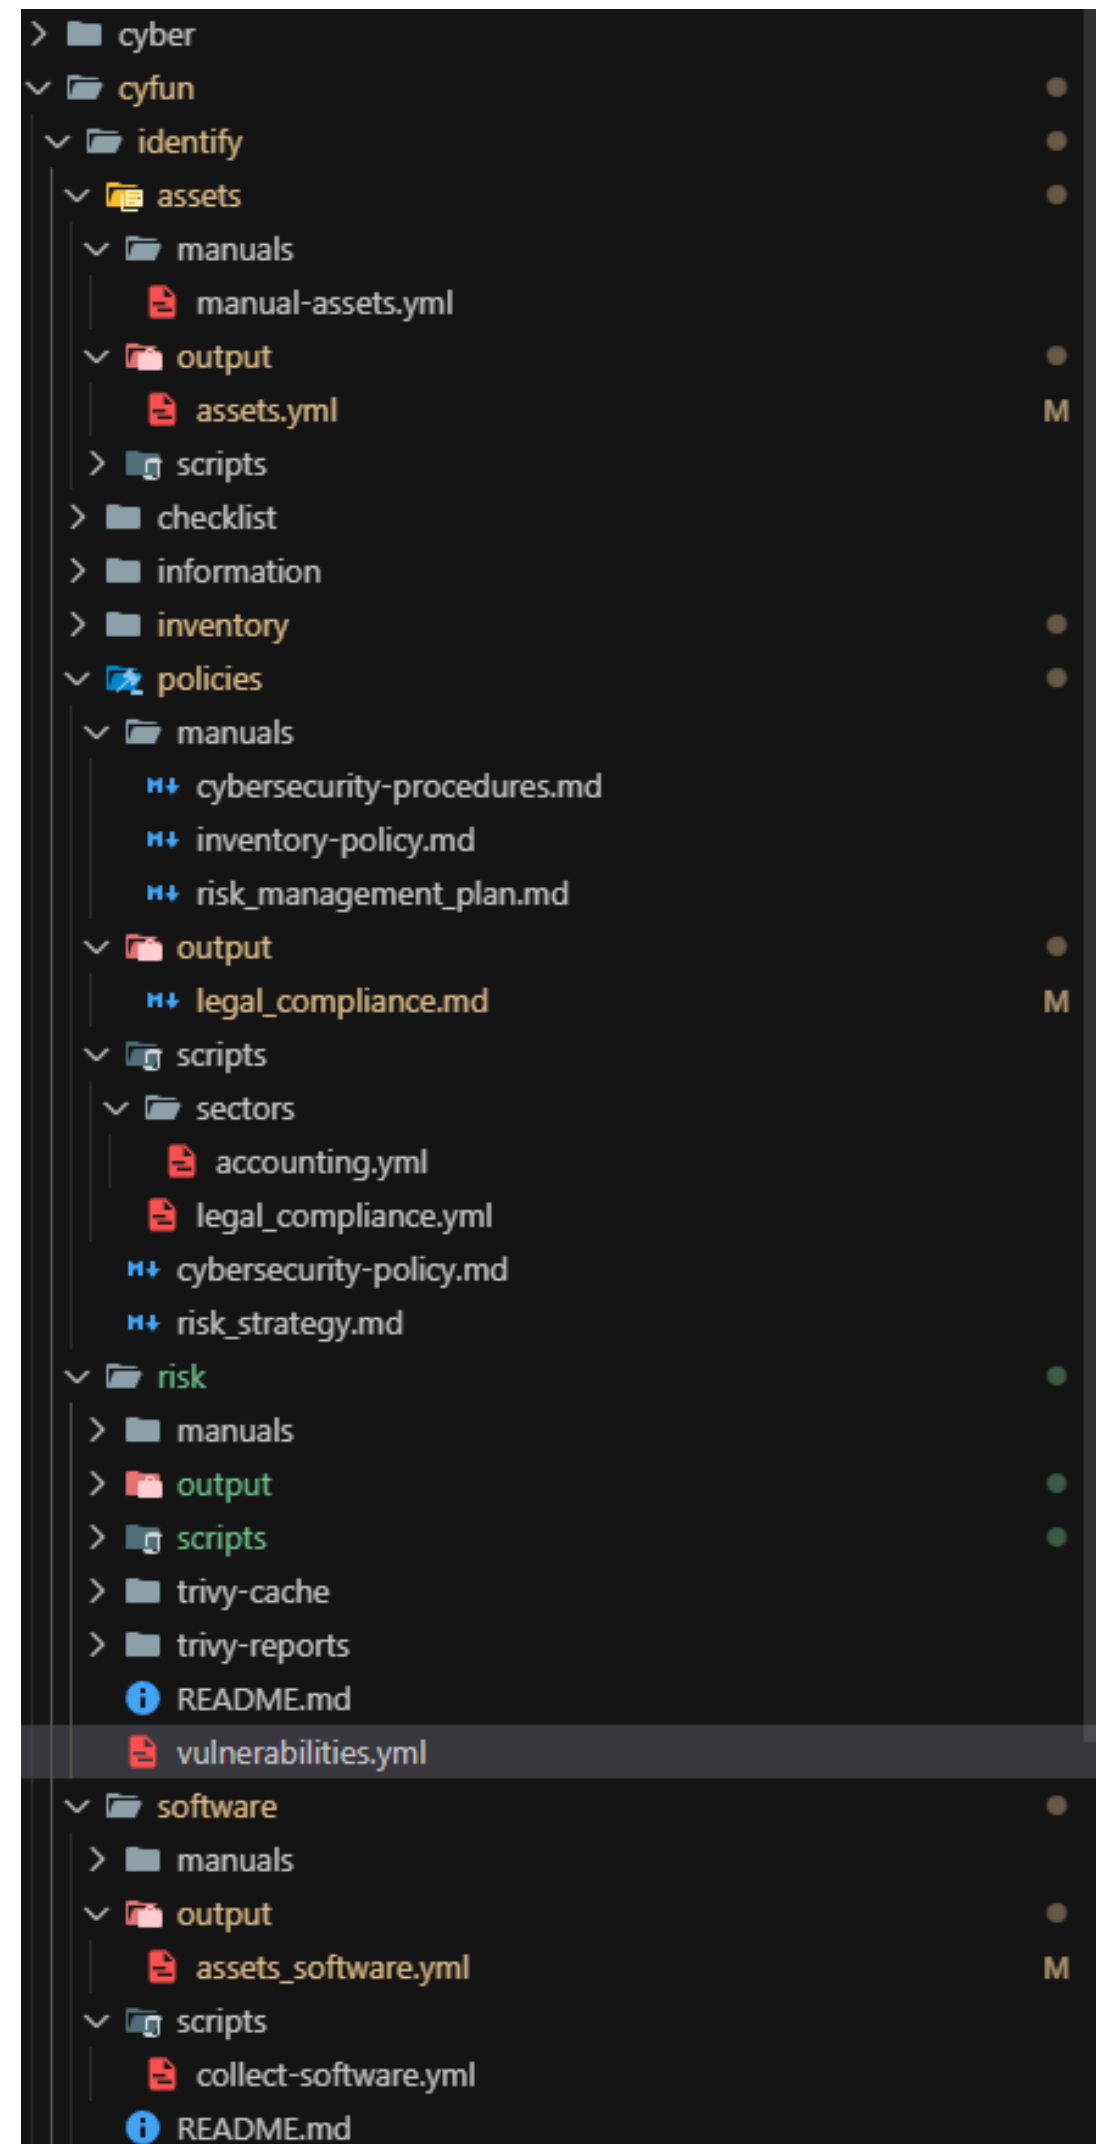 cyber
cyfun
identify
assets
manuals
manual-assets.yml
output
assets.yml M
scripts
checklist
information
inventory
policies
manuals
cybersecurity-procedures.md
inventory-policy.md
risk_management_plan.md
output
legal_compliance.md M
scripts
sectors
accounting.yml
legal_compliance.yml
cybersecurity-policy.md
risk_strategy.md
risk
manuals
output
scripts
trivy-cache
trivy-reports
README.md
vulnerabilities.yml
software
manuals
output
assets_software.yml M
scripts
collect-software.yml
README.md